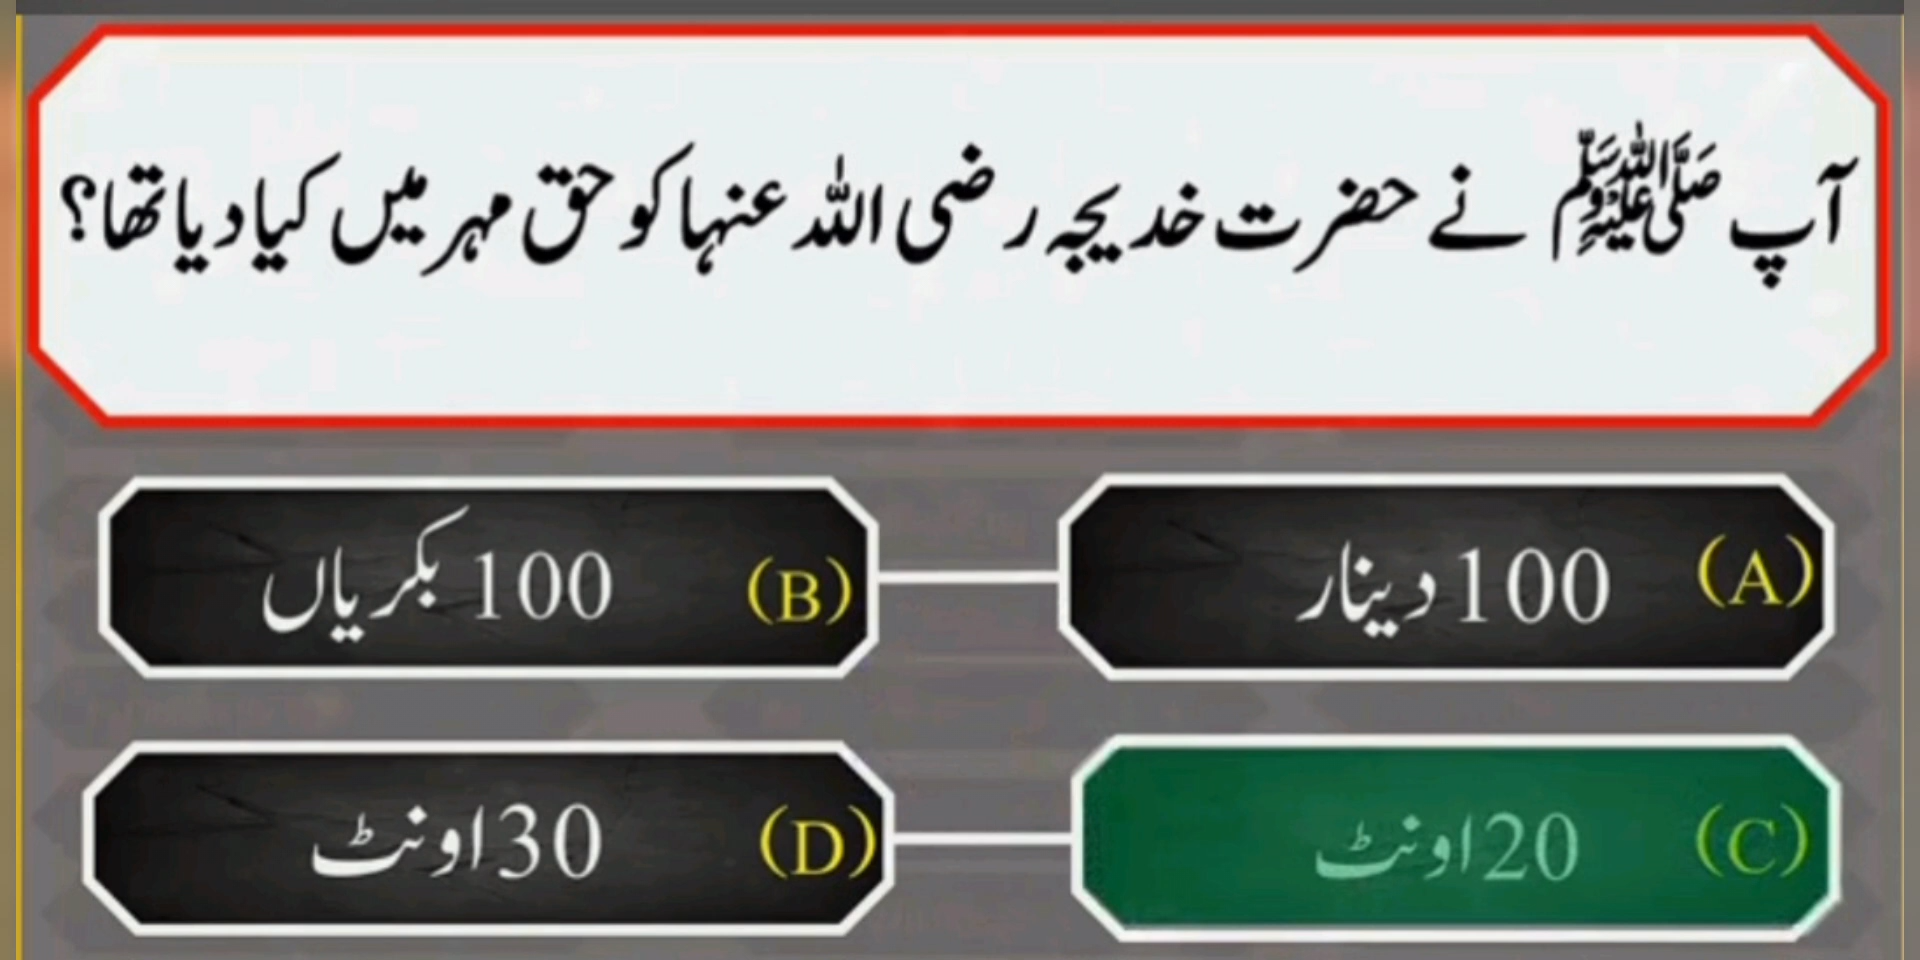 آپ ﷺ نے حضرت خدیجہ رضی اللہ عنہا کو حق مہر میں کیا دیا تھا؟
(A) 100 دینار
(B) 100 بکریاں
(C) 20 اونٹ
(D) 30 اونٹ